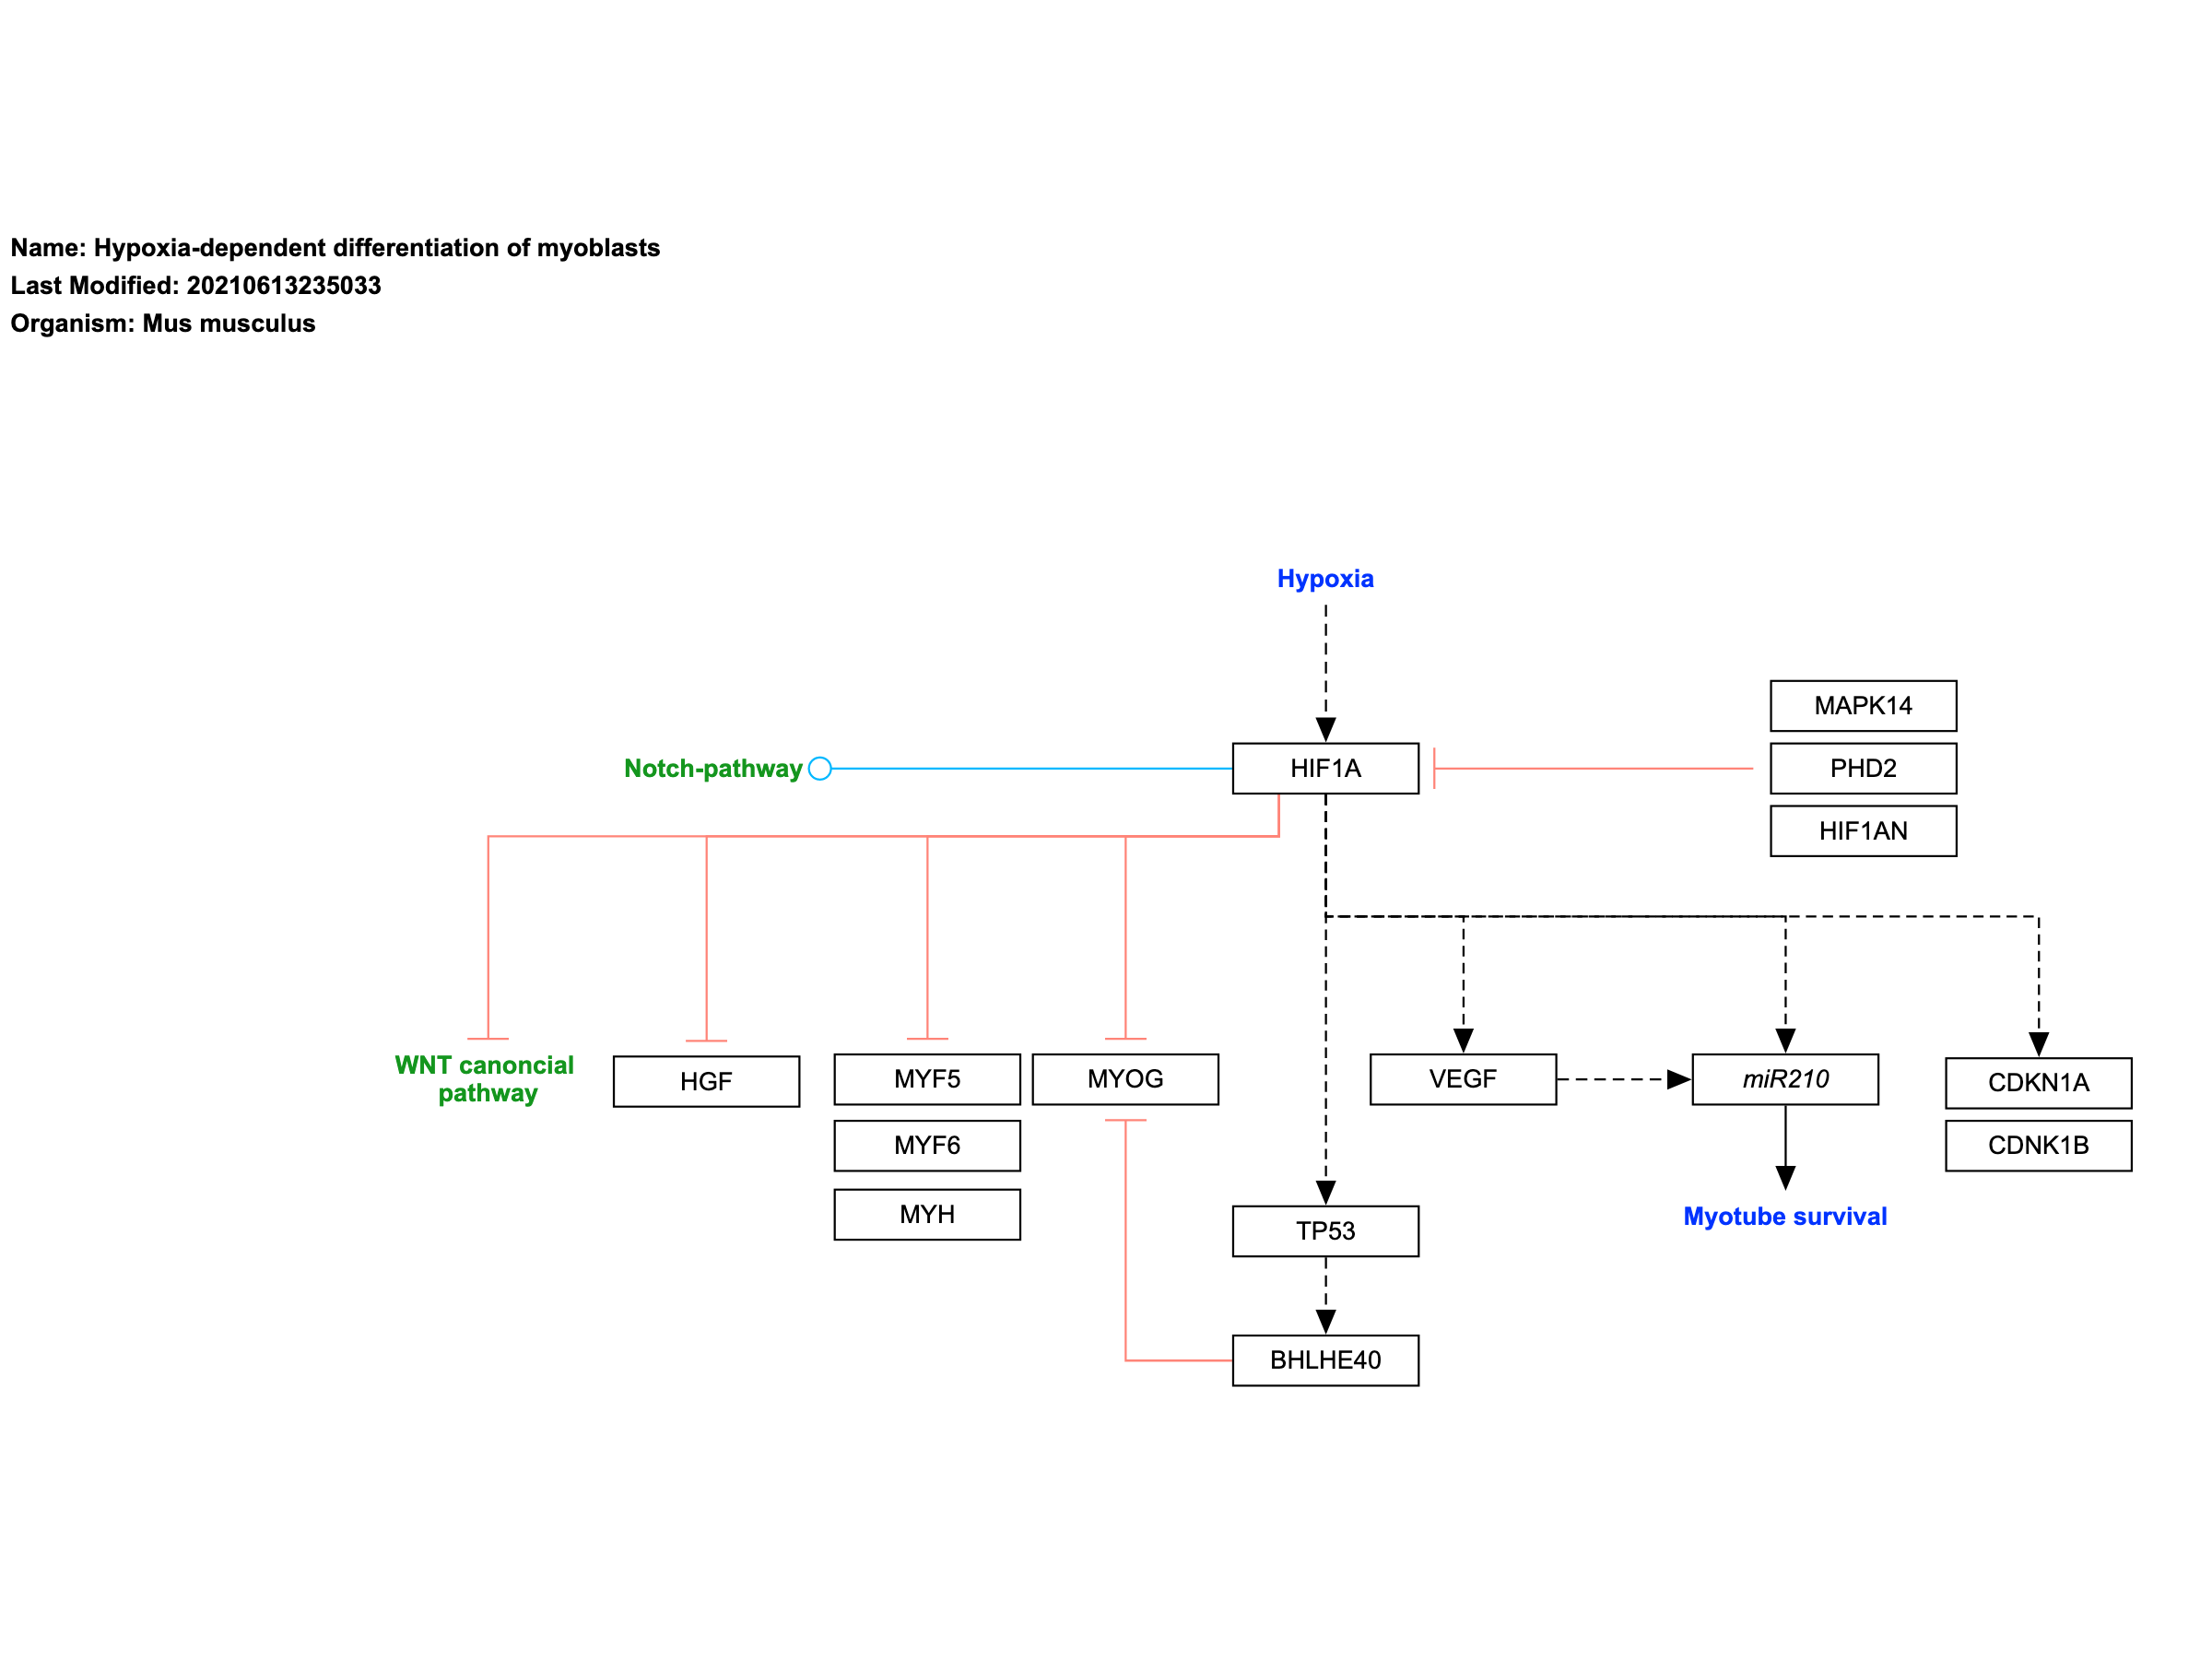 Name: Hypoxia-dependent differentiation of myoblasts
Last Modified: 20210613235033
Organism: Mus musculus
Hypoxia
MAPK14
Notch-pathway
HIF1A
PHD2
HIF1AN
WNT canoncial
pathway
HGF
MYF5
MYOG
VEGF
miR210
CDKN1A
MYF6
CDNK1B
MYH
TP53
Myotube survival
BHLHE40